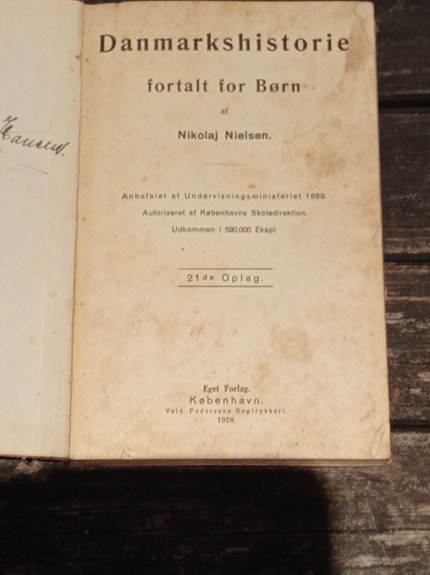 Danmarkshistorie
fortalt for Børn
af
Nikolaj Nielsen.
Anbefalet af Undervisningsministeriet 1889.
Autoriseret af Københavns Skoledirektion.
Udkommen i 590,000 Ekspl.
21de Oplag.
Eget Forlag.
København.
Vald. Pedersens Bogtrykkeri.
1928.
Hansen.